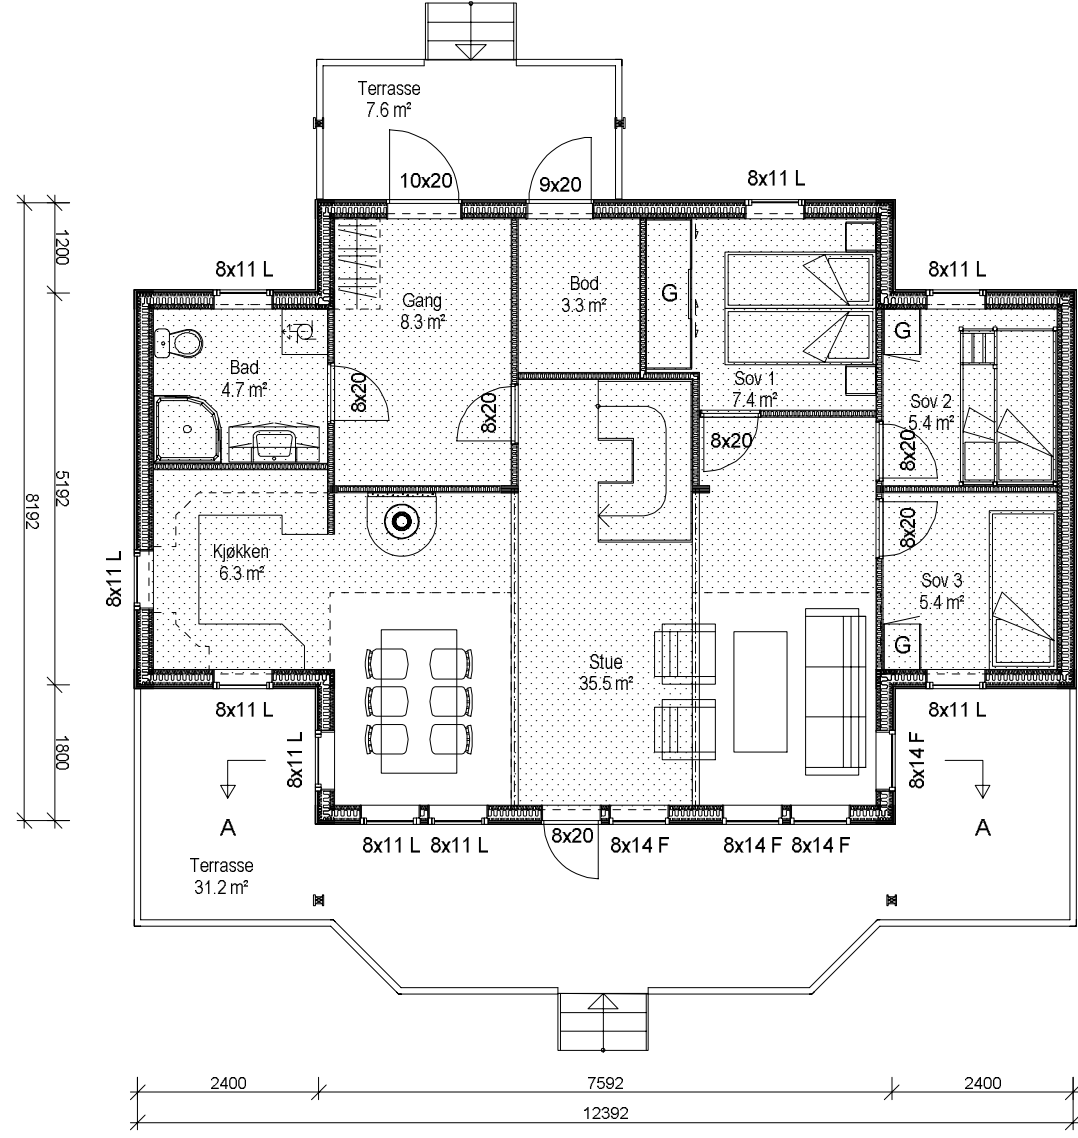 Terrasse
7.6 m²
10x20
9x20
8x11 L
1200
8x11 L
8x11 L
Gang
8.3 m²
Bod
3.3 m²
G
G
Bad
4.7 m²
Sov 1
7.4 m²
8x20
8x20
Sov 2
5.4 m²
8x20
8x20
5192
8192
8x20
Kjøkken
6.3 m²
8x11 L
Sov 3
5.4 m²
G
Stue
35.5 m²
8x11 L
8x11 L
8x11 L
8x14 F
1800
A
A
8x11 L
8x11 L
8x20
8x14 F
8x14 F
8x14 F
Terrasse
31.2 m²
2400
7592
2400
12392